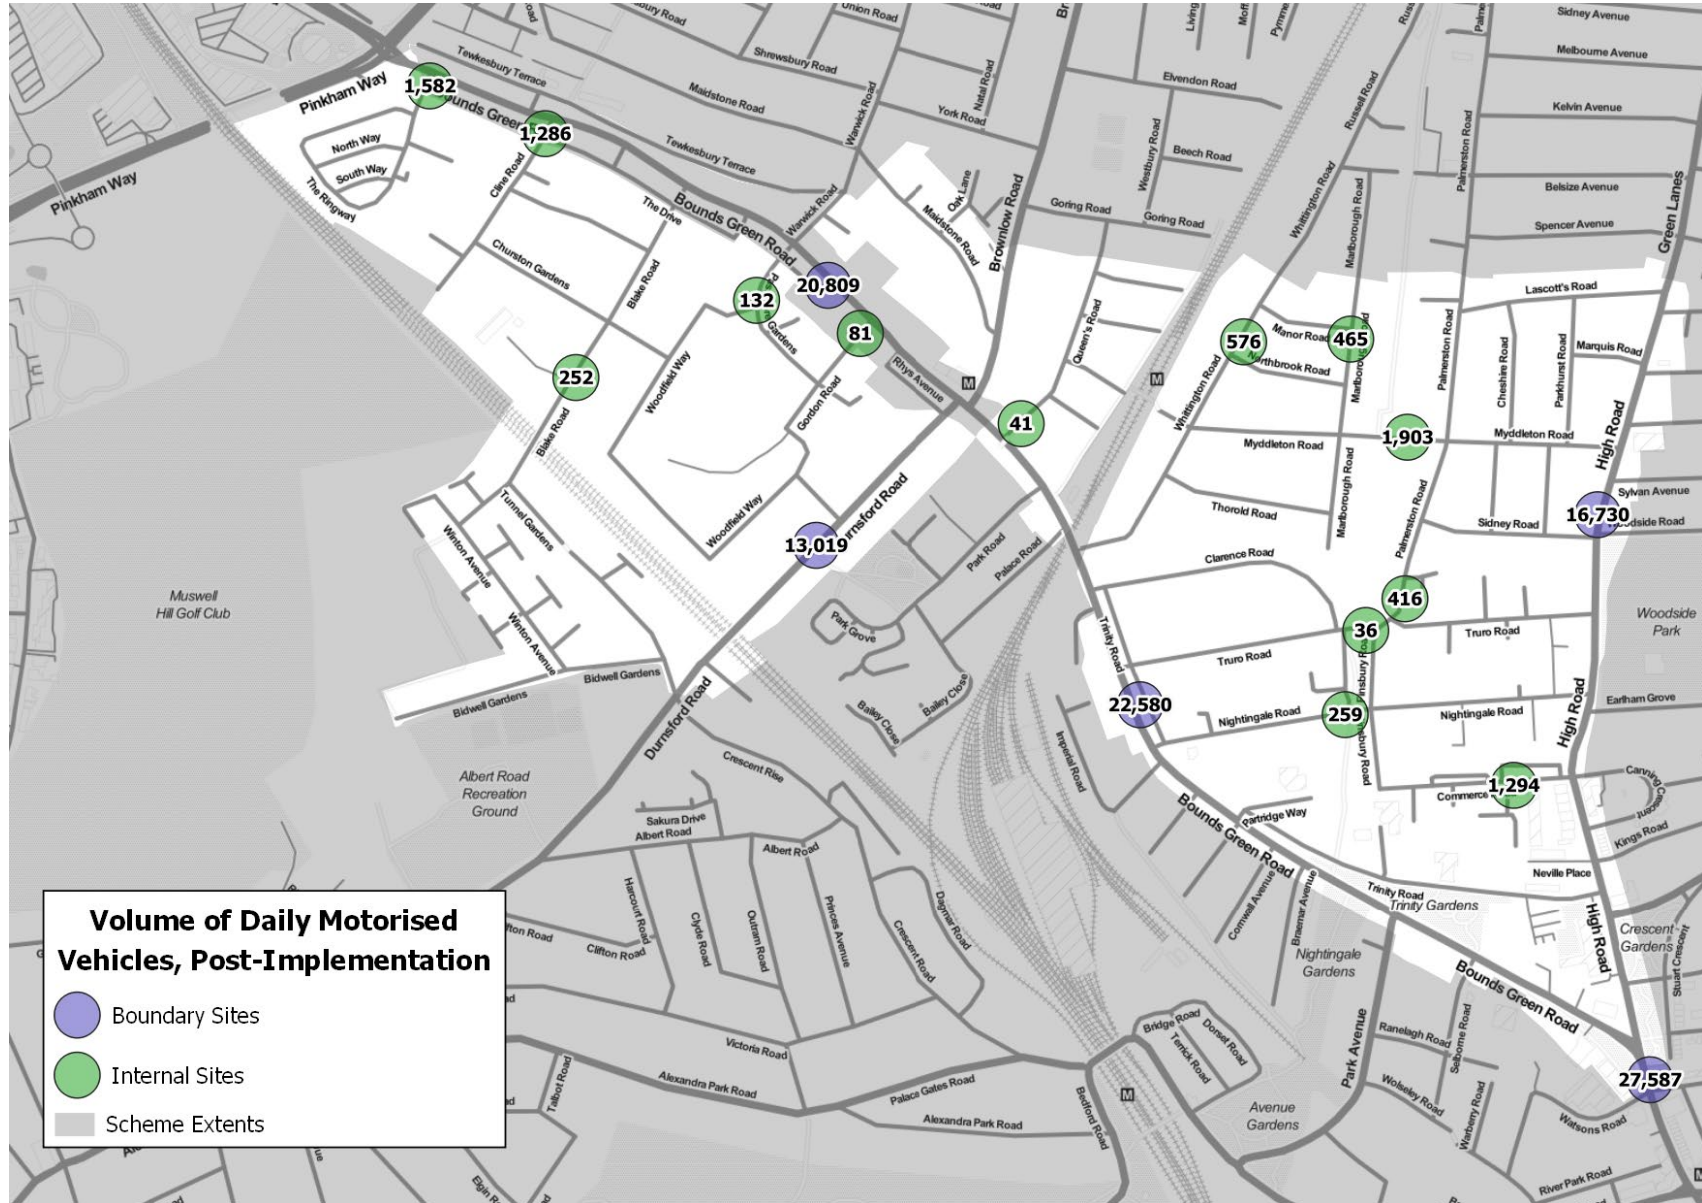 Sidney Avenue
Union Road
Melbourne Avenue
Shrewsbury Road
Tewkesbury Terrace
Elvendon Road
Pinkham Way
1,582
Maidstone Road
Natal Road
Russell Road
Kelvin Avenue
York Road
Warwick Road
1,286
North Way
Tewkesbury Terrace
Westbury Road
Beech Road
Palmerston Road
South Way
Cline Road
Belsize Avenue
Pinkham Way
The Ringway
Oak Lane
Whittington Road
Marlborough Road
Green Lanes
The Drive
Bounds Green Road
Warwick Road
Maidstone Road
Brownlow Road
Goring Road
Goring Road
Spencer Avenue
Churston Gardens
Blake Road
20,809
132
Gardens
Lascott's Road
81
Queen's Road
576
Manor Road
465
Northbrook Road
Palmerston Road
Cheshire Road
Parkhurst Road
Marquis Road
252
Woodfield Way
Rhys Avenue
M
M
Whittington Road
Gordon Road
41
Blake Road
Myddleton Road
1,903
Myddleton Road
High Road
Tunnel Gardens
Durnsford Road
Woodfield Way
Thorold Road
Marlborough Road
Palmerston Road
Sidney Road
Sylvan Avenue
16,730
Woodside Road
13,019
Winton Avenue
Park Road
Palace Road
Clarence Road
Muswell
Hill Golf Club
416
Woodside
Park
Winton Avenue
Park Grove
Trinity Road
36
Truro Road
Truro Road
Bidwell Gardens
Bidwell Gardens
Bailey Close
Bailey Close
22,580
Nightingale Road
259
Nightingale Road
High Road
Earlham Grove
Durnsford Road
Crescent Rise
Imperial Road
Albert Road
Recreation
Ground
Commerce
1,294
Canning Crescent
Partridge Way
Bounds Green Road
Kings Road
Sakura Drive
Albert Road
Albert Road
Neville Place
Cornwall Avenue
Braemar Avenue
Trinity Road
Trinity Gardens
Harcourt Road
Clyde Road
Outram Road
Princes Avenue
Crescent Road
Dagmar Road
High Road
Crescent
Gardens
Stuart Crescent
Clifton Road
Nightingale
Gardens
Bounds Green Road
Victoria Road
Bridge Road
Terrick Road
Dorset Road
Park Avenue
Ranelagh Road
Selborne Road
Talbot Road
Alexandra Park Road
Palace Gates Road
Alexandra Park Road
Bedford Road
M
Avenue
Gardens
Wolseley Road
Warberry Road
27,587
Watsons Road
River Park Road
Volume of Daily Motorised
Vehicles, Post-Implementation
Boundary Sites
Internal Sites
Scheme Extents